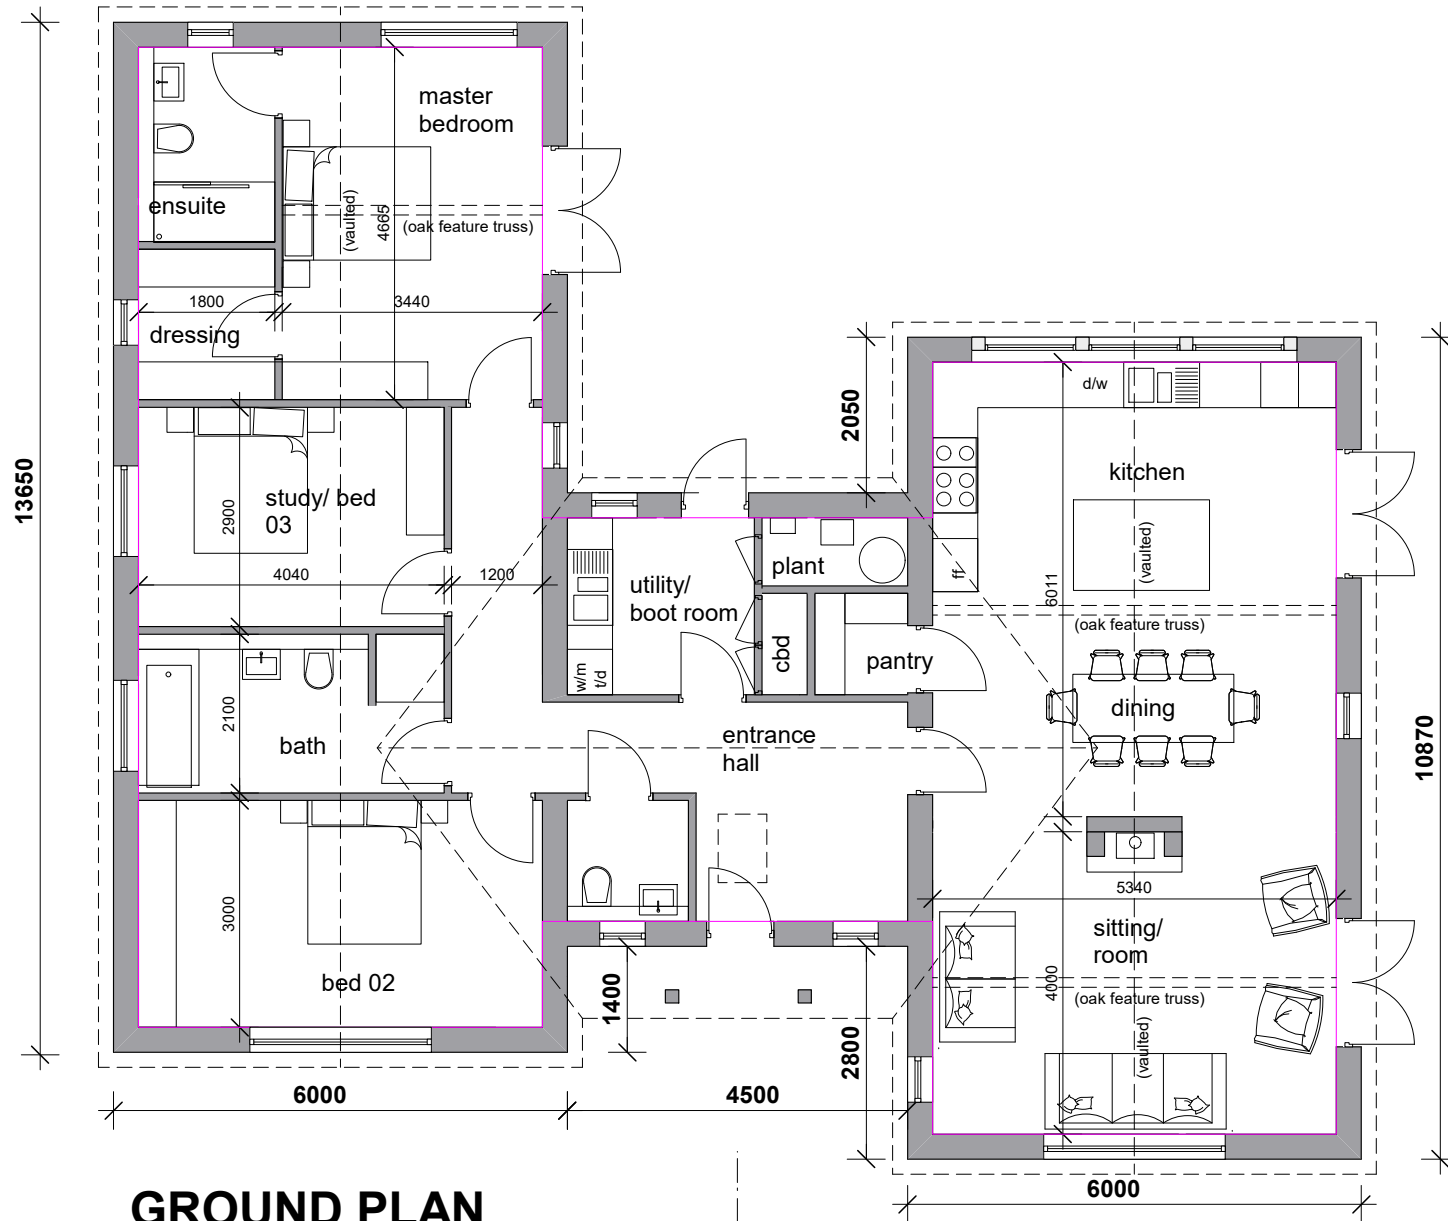 master
bedroom
ensuite
(vaulted)
4665
(oak feature truss)
1800
3440
dressing
13650
2050
10870
d/w
kitchen
study/ bed
03
2900
4040
1200
utility/
boot room
plant
ff
6011
(vaulted)
(oak feature truss)
w/m
t/d
cbd
pantry
dining
2100
bath
entrance
hall
3000
bed 02
5340
sitting/
room
4000
(oak feature truss)
(vaulted)
1400
2800
6000
4500
6000
GROUND PLAN